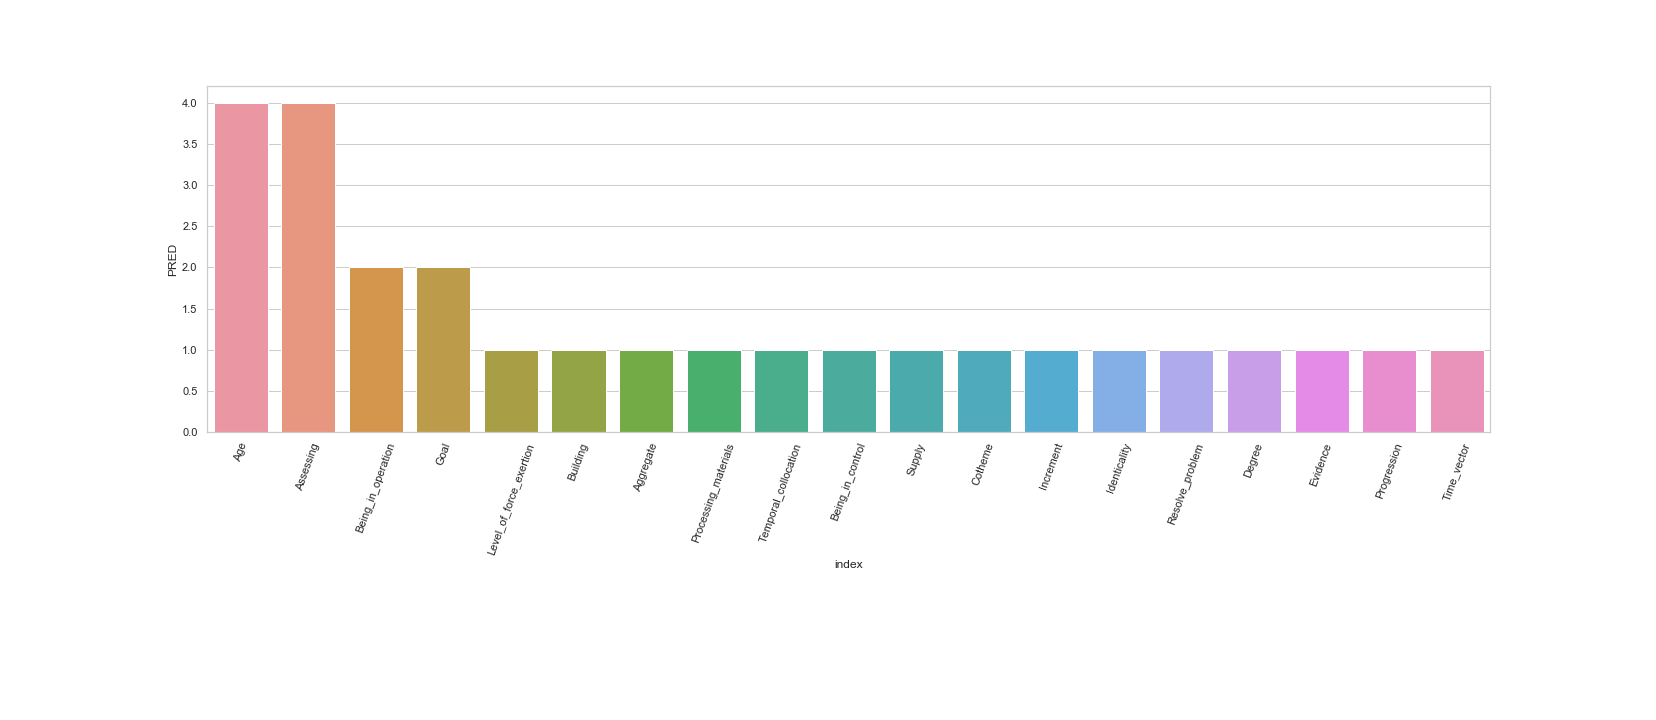 4.0
3.5
3.0
2.5
2.0
1.5
1.0
0.5
0.0
PRED
Age
Assessing
Being_in_operation
Goal
Level_of_force_exertion
Building
Aggregate
Processing_materials
Temporal_collocation
Being_in_control
Supply
Cotheme
Increment
Identicality
Resolve_problem
Degree
Evidence
Progression
Time_vector
index